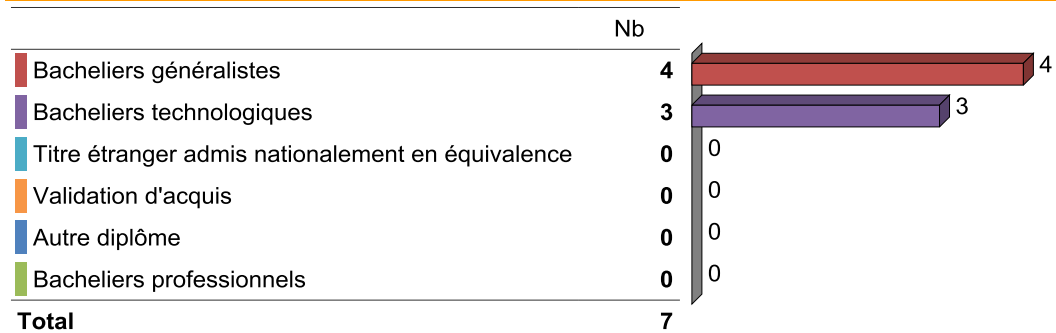 Nb
Bacheliers généralistes 4 4
Bacheliers technologiques 3 3
Titre étranger admis nationalement en équivalence 0 0
Validation d'acquis 0 0
Autre diplôme 0 0
Bacheliers professionnels 0 0
Total 7